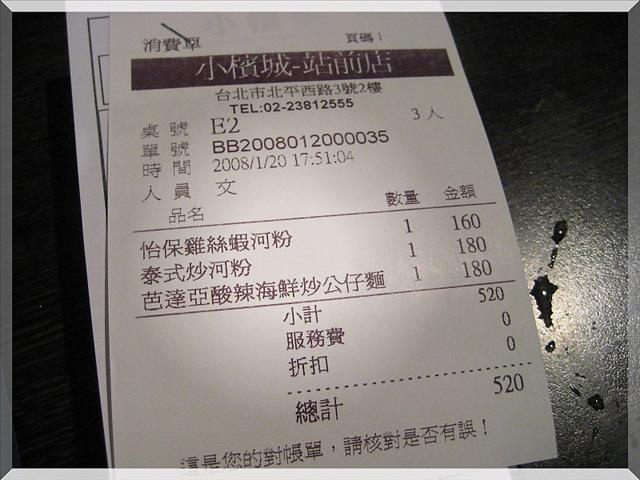 消費單 頁碼 1
小檳城-站前店
台北市北平西路3號2樓
TEL:02-23812555
桌號 E2 3 人
單號 BB2008012000035
時間 2008/1/20 17:51:04
人員 文
品名 數量 金額
怡保雞絲蝦河粉 1 160
泰式炒河粉 1 180
芭達亞酸辣海鮮炒公仔麵 1 180
小計 520
服務費 0
折扣 0
總計 520
這是您的對帳單，請核對是否有誤！